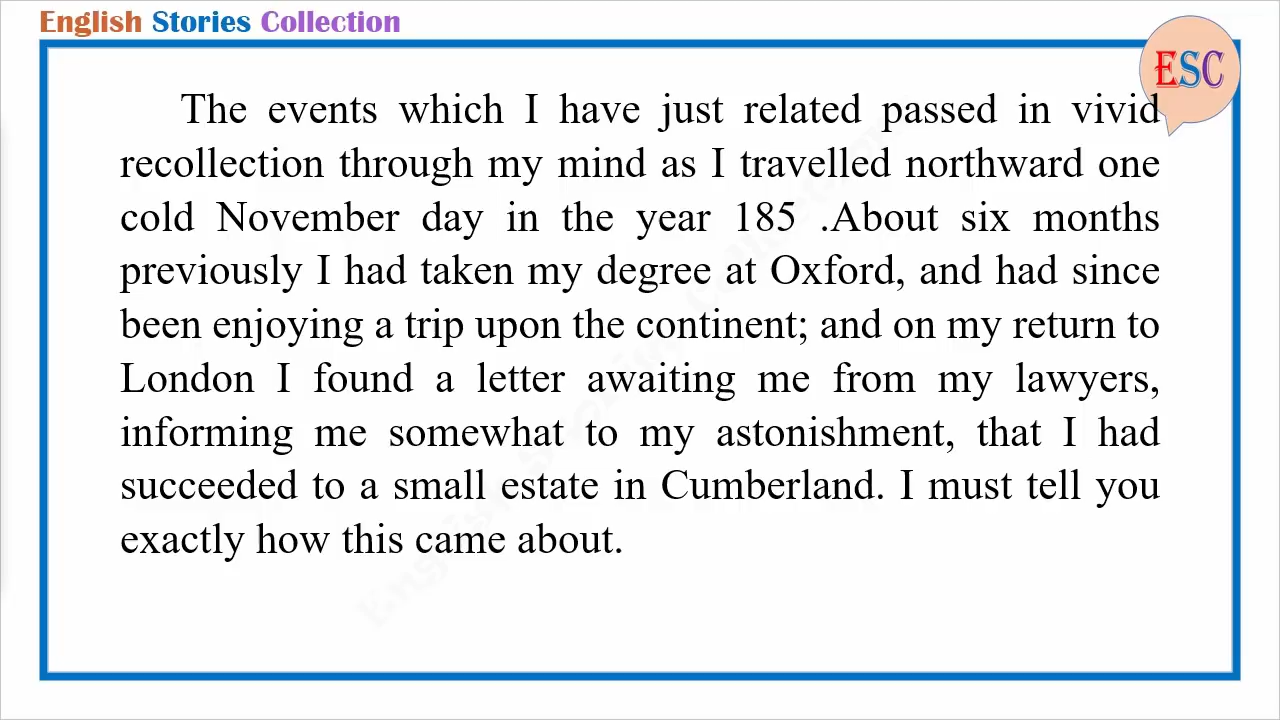 English Stories Collection
ESC
The events which I have just related passed in vivid
recollection through my mind as I travelled northward one
cold November day in the year 185 .About six months
previously I had taken my degree at Oxford, and had since
been enjoying a trip upon the continent; and on my return to
London I found a letter awaiting me from my lawyers,
informing me somewhat to my astonishment, that I had
succeeded to a small estate in Cumberland. I must tell you
exactly how this came about.
English Stories Collection